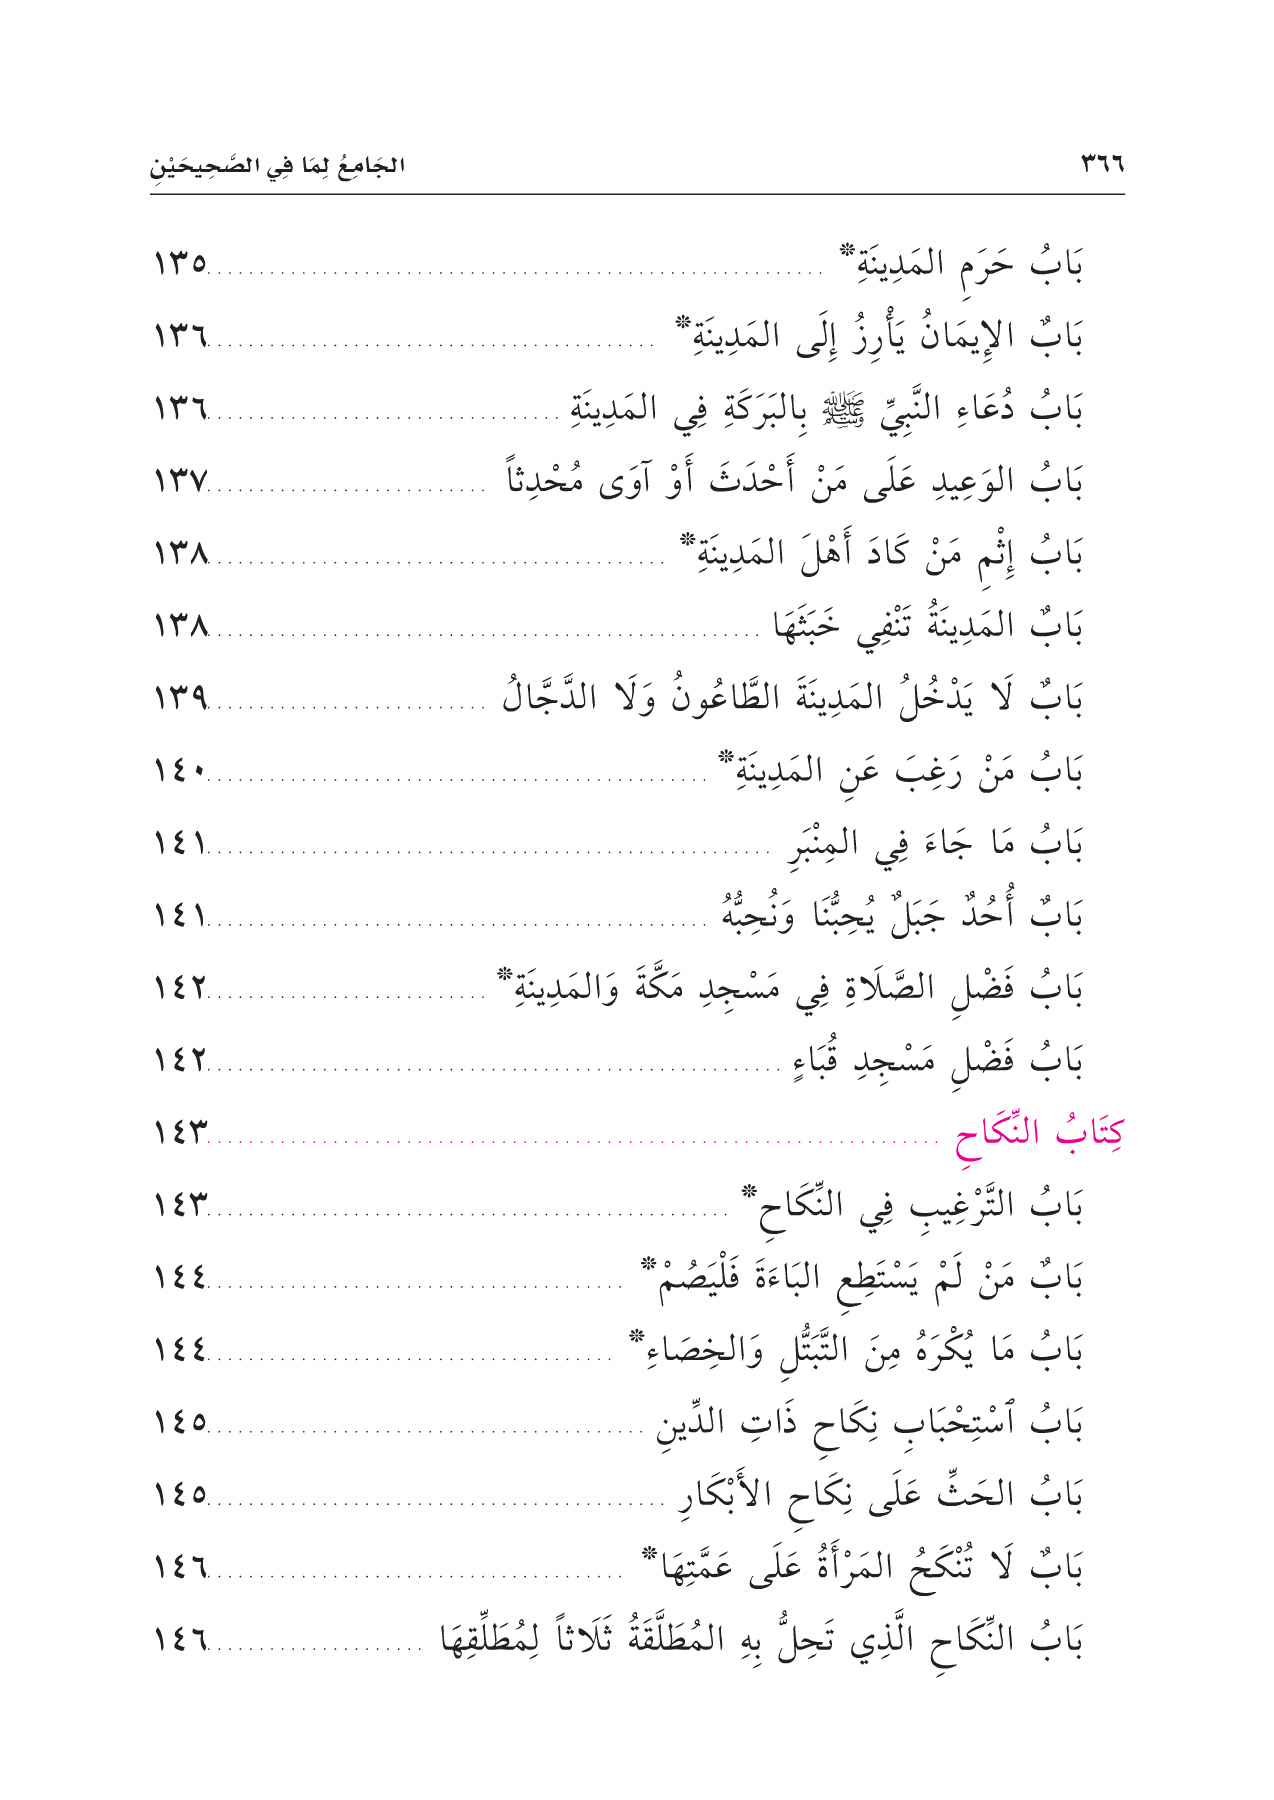 ٣٦٦ الجَامِعُ لِمَا فِي الصَّحِيحَيْنِ
بَابُ حَرَمِ المَدِينَةِ* ١٣٥
بَابٌ الإِيمَانُ يَأْرِزُ إِلَى المَدِينَةِ* ١٣٦
بَابُ دُعَاءِ النَّبِيِّ ﷺ بِالبَرَكَةِ فِي المَدِينَةِ ١٣٦
بَابُ الوَعِيدِ عَلَى مَنْ أَحْدَثَ أَوْ آوَى مُحْدِثاً ١٣٧
بَابُ إِثْمِ مَنْ كَادَ أَهْلَ المَدِينَةِ* ١٣٨
بَابٌ المَدِينَةُ تَنْفِي خَبَثَهَا ١٣٨
بَابٌ لَا يَدْخُلُ المَدِينَةَ الطَّاعُونُ وَلَا الدَّجَّالُ ١٣٩
بَابُ مَنْ رَغِبَ عَنِ المَدِينَةِ* ١٤٠
بَابُ مَا جَاءَ فِي المِنْبَرِ ١٤١
بَابٌ أُحُدٌ جَبَلٌ يُحِبُّنَا وَنُحِبُّهُ ١٤١
بَابُ فَضْلِ الصَّلَاةِ فِي مَسْجِدِ مَكَّةَ وَالمَدِينَةِ* ١٤٢
بَابُ فَضْلِ مَسْجِدِ قُبَاءٍ ١٤٢
كِتَابُ النِّكَاحِ ١٤٣
بَابُ التَّرْغِيبِ فِي النِّكَاحِ* ١٤٣
بَابٌ مَنْ لَمْ يَسْتَطِعِ البَاءَةَ فَلْيَصُمْ* ١٤٤
بَابُ مَا يُكْرَهُ مِنَ التَّبَتُّلِ وَالخِصَاءِ* ١٤٤
بَابُ ٱسْتِحْبَابِ نِكَاحِ ذَاتِ الدِّينِ ١٤٥
بَابُ الحَثِّ عَلَى نِكَاحِ الأَبْكَارِ ١٤٥
بَابٌ لَا تُنْكَحُ المَرْأَةُ عَلَى عَمَّتِهَا* ١٤٦
بَابُ النِّكَاحِ الَّذِي تَحِلُّ بِهِ المُطَلَّقَةُ ثَلَاثاً لِمُطَلِّقِهَا ١٤٦